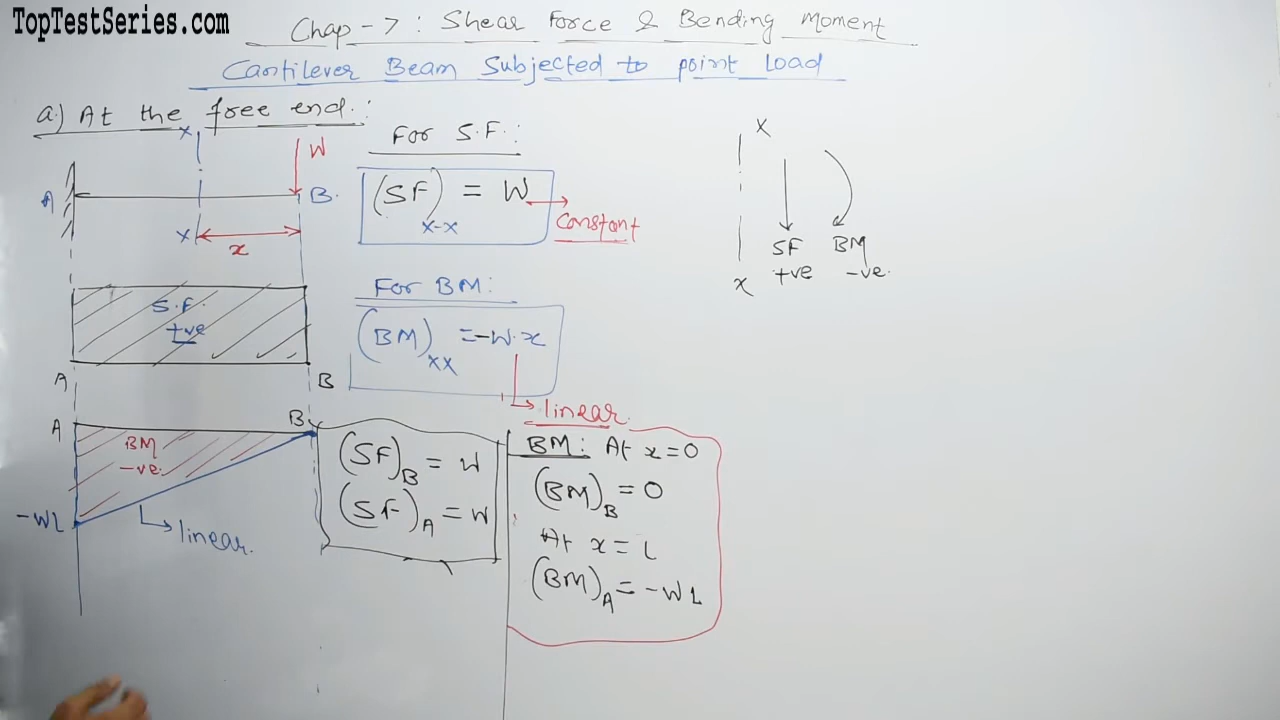 TopTestSeries.com
Chap-7: Shear Force & Bending Moment
Cantilever Beam Subjected to point Load
a.) At the free end.:
x
W
A
B.
x
x
For S.F.:
(SF)x-x = W
Constant
x
SF +ve
BM -ve.
x
S.F.
+ve
A
B
For BM:
(BM)xx = -W.x
linear.
A
B
BM
-ve.
-WL
linear.
(SF)B = W
(SF)A = W
BM: At x=0
(BM)B = 0
At x = L
(BM)A = -WL